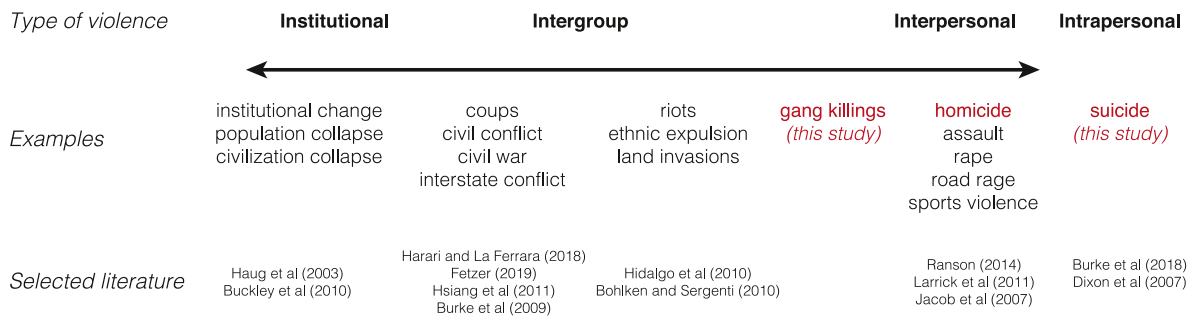 Type of violence Institutional Intergroup Interpersonal Intrapersonal
Examples
institutional change
population collapse
civilization collapse
coups
civil conflict
civil war
interstate conflict
riots
ethnic expulsion
land invasions
gang killings
(this study)
homicide
assault
rape
road rage
sports violence
suicide
(this study)
Selected literature
Haug et al (2003)
Buckley et al (2010)
Harari and La Ferrara (2018)
Fetzer (2019)
Hsiang et al (2011)
Burke et al (2009)
Hidalgo et al (2010)
Bohlken and Sergenti (2010)
Ranson (2014)
Larrick et al (2011)
Jacob et al (2007)
Burke et al (2018)
Dixon et al (2007)